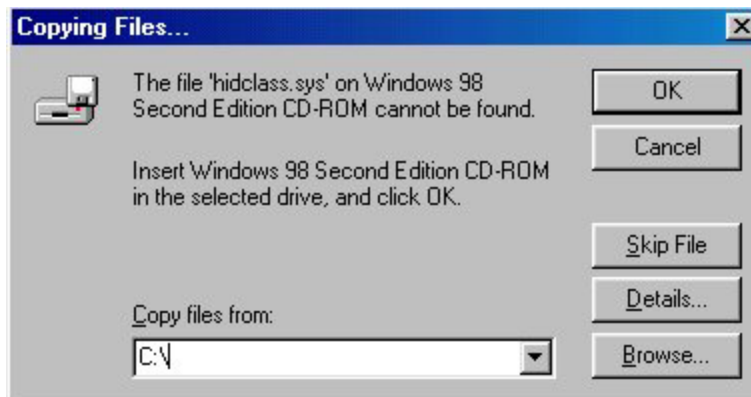 Copying Files...
The file 'hidclass.sys' on Windows 98
Second Edition CD-ROM cannot be found.
Insert Windows 98 Second Edition CD-ROM
in the selected drive, and click OK.
Copy files from:
C:\
OK
Cancel
Skip File
Details...
Browse...